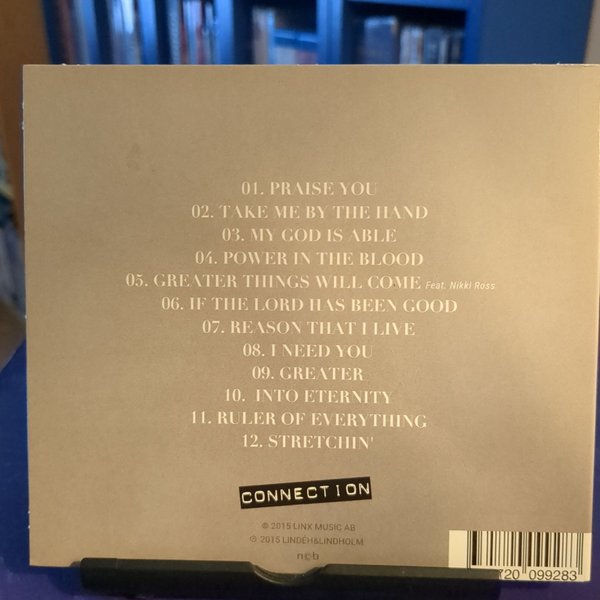 01. PRAISE YOU
02. TAKE ME BY THE HAND
03. MY GOD IS ABLE
04. POWER IN THE BLOOD
05. GREATER THINGS WILL COME Feat. Nikki Ross
06. IF THE LORD HAS BEEN GOOD
07. REASON THAT I LIVE
08. I NEED YOU
09. GREATER
10. INTO ETERNITY
11. RULER OF EVERYTHING
12. STRETCHIN'
CONNECTION
© 2015 LINX MUSIC AB
℗ 2015 LINDÉH&LINDHOLM
n©b
720 099283